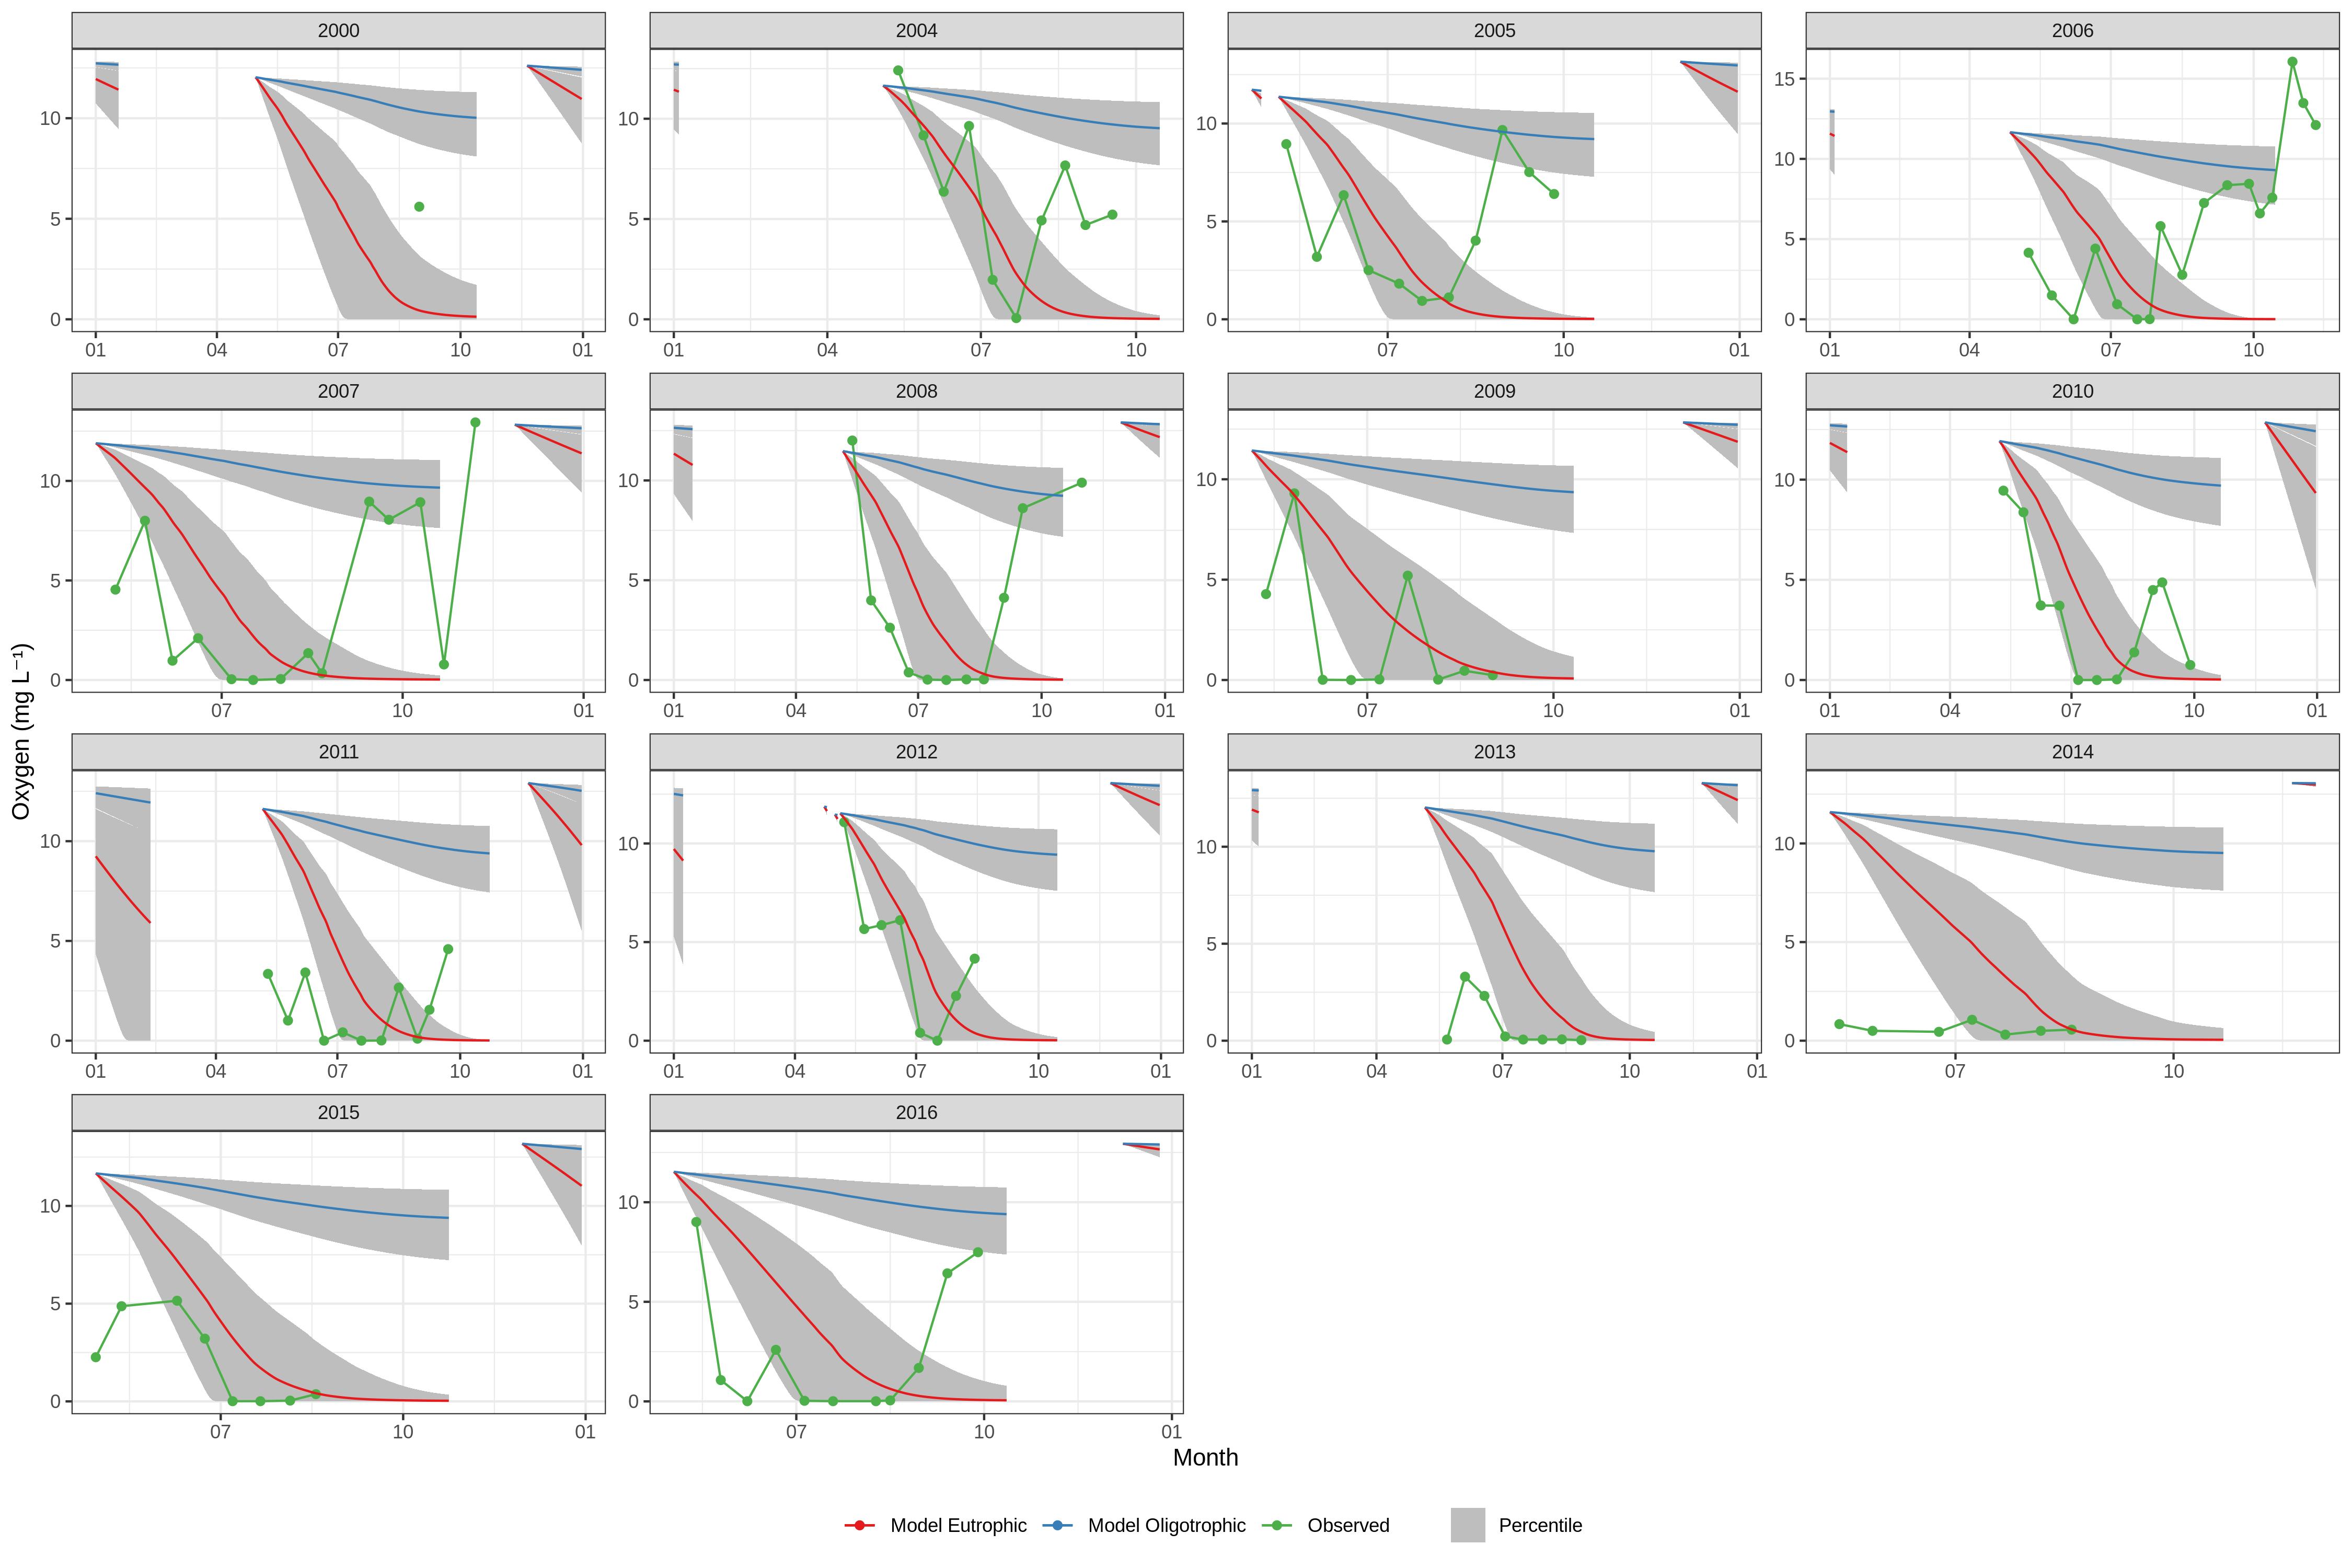 2000 2004 2005 2006
10 5 0 10 5 0 10 5 0 15 10 5 0
01 04 07 10 01 01 04 07 10 07 10 01 01 04 07 10
2007 2008 2009 2010
10 5 0 10 5 0 10 5 0 10 5 0
07 10 01 01 04 07 10 01 07 10 01 01 04 07 10 01
Oxygen (mg L⁻¹)
2011 2012 2013 2014
10 5 0 10 5 0 10 5 0 10 5 0
01 04 07 10 01 01 04 07 10 01 01 04 07 10 01 07 10
2015 2016
10 5 0 10 5 0
07 10 01 07 10 01
Month
Model Eutrophic Model Oligotrophic Observed Percentile